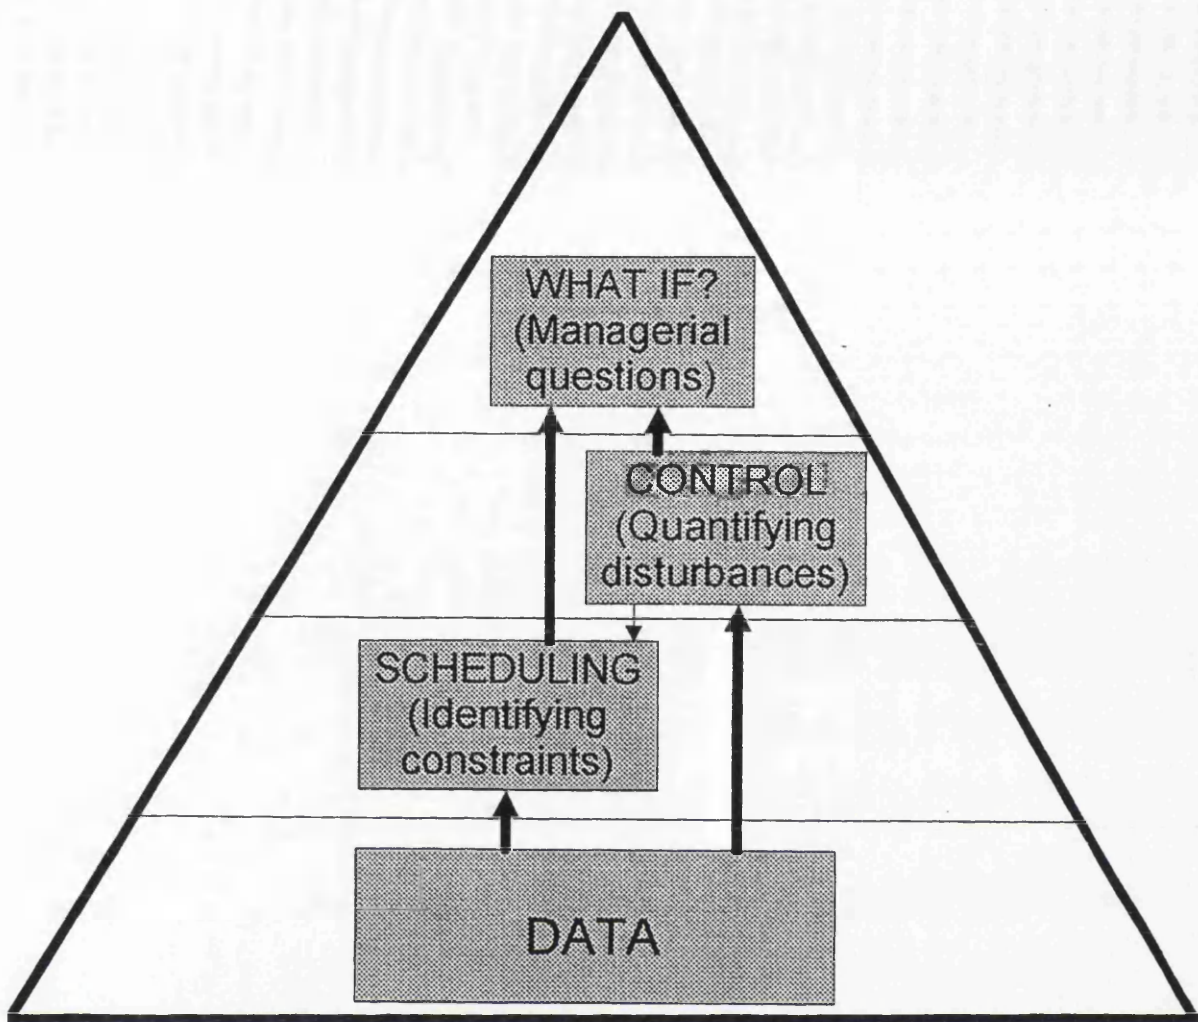 WHAT IF?
(Managerial
questions)
CONTROL
(Quantifying
disturbances)
SCHEDULING
(Identifying
constraints)
DATA